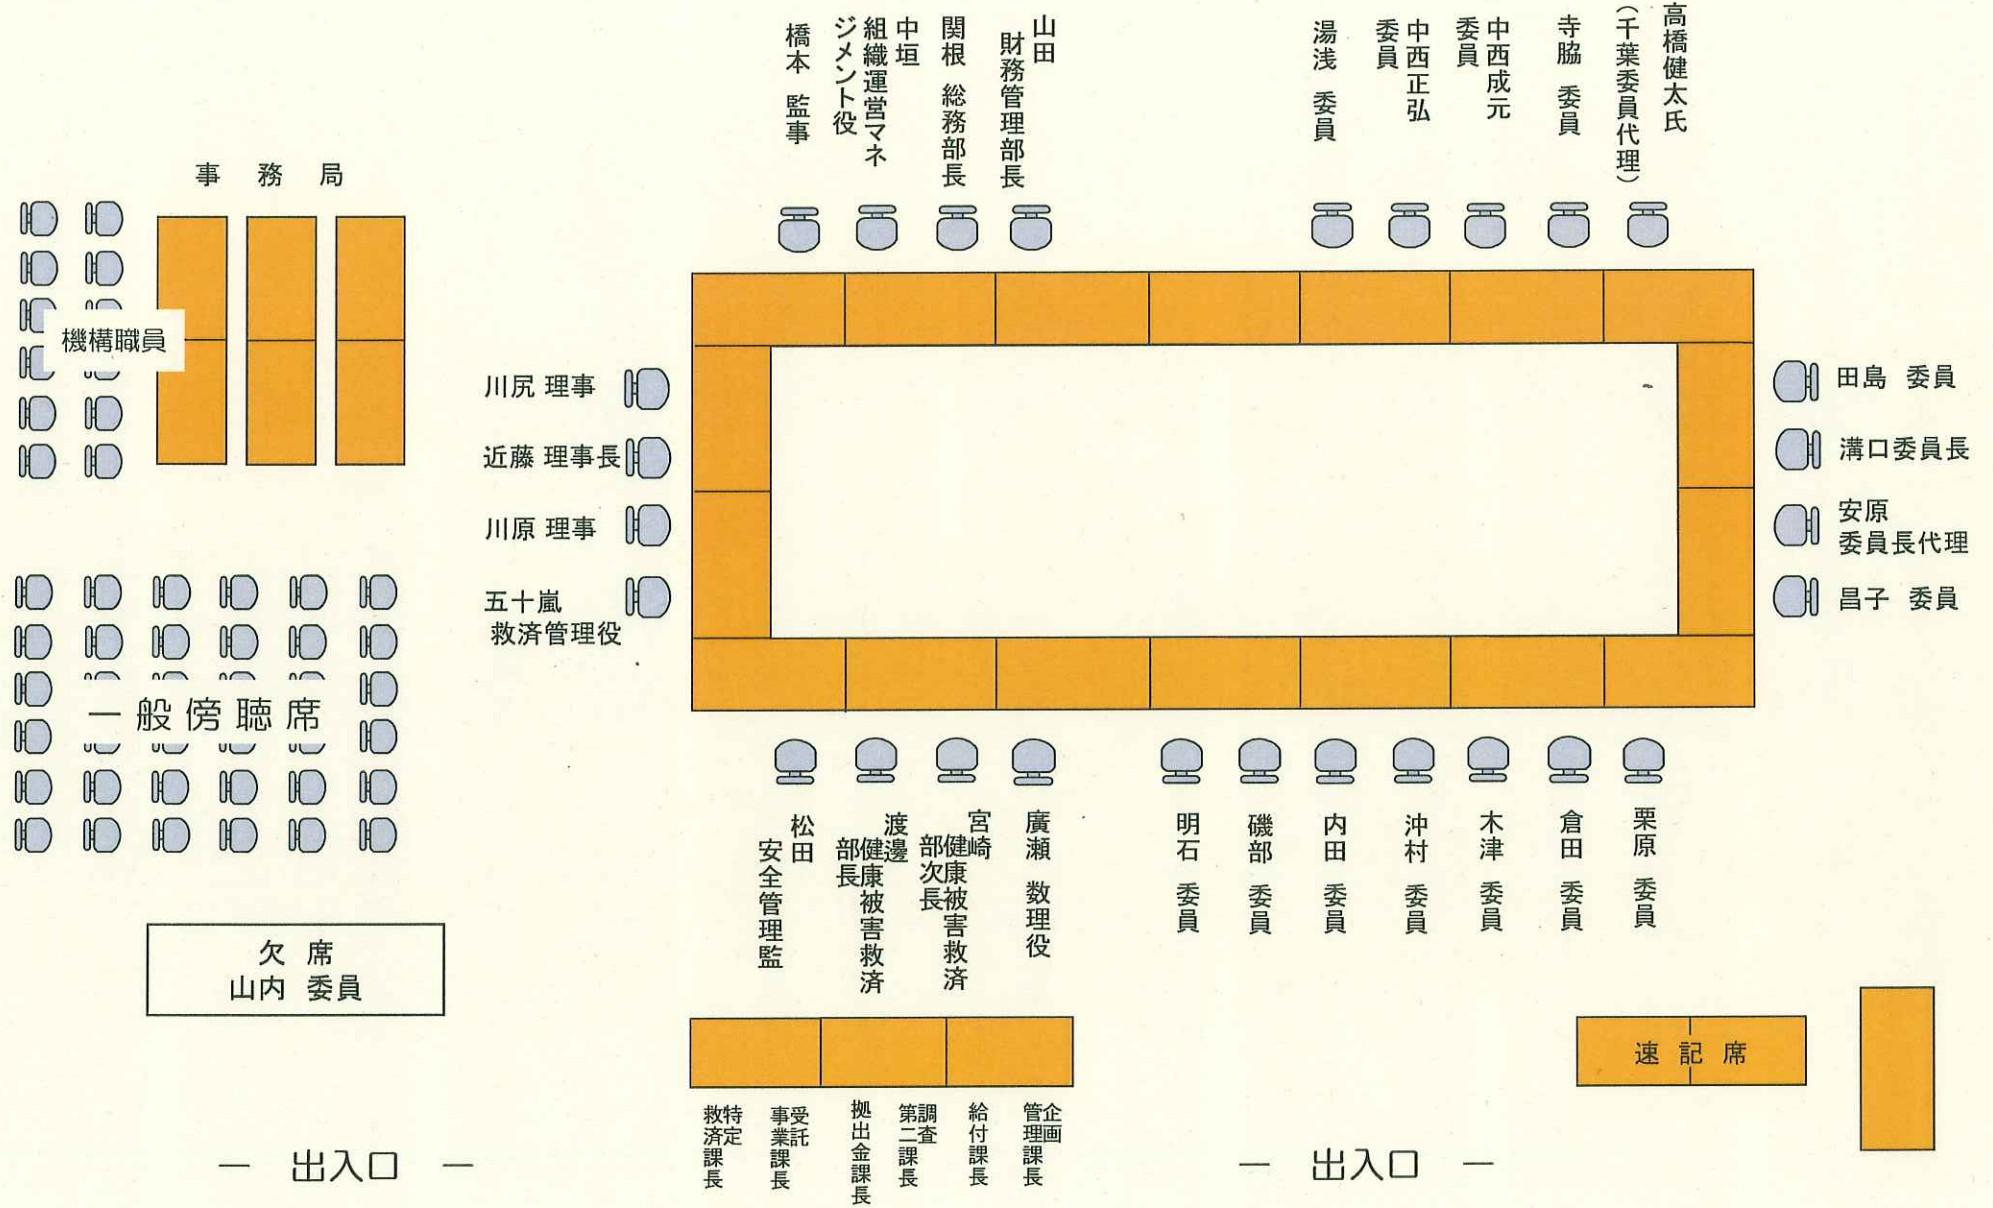 高橋健太氏
（千葉委員代理）
寺脇 委員
中西成元
委員
中西正弘
委員
湯浅 委員
山田
財務管理部長
関根 総務部長
中垣
組織運営マネ
ジメント役
橋本 監事
事務局
機構職員
川尻 理事
近藤 理事長
川原 理事
五十嵐
救済管理役
田島 委員
溝口委員長
安原
委員長代理
昌子 委員
一般傍聴席
松田
安全管理監
渡邊
健康被害救済
部長
宮崎
健康被害救済
部次長
廣瀬 数理役
明石 委員
磯部 委員
内田 委員
沖村 委員
木津 委員
倉田 委員
栗原 委員
欠席
山内 委員
速記席
特定
救済課長
受託
事業課長
拠出金課長
調査
第二課長
給付課長
企画
管理課長
― 出入口 ―
― 出入口 ―